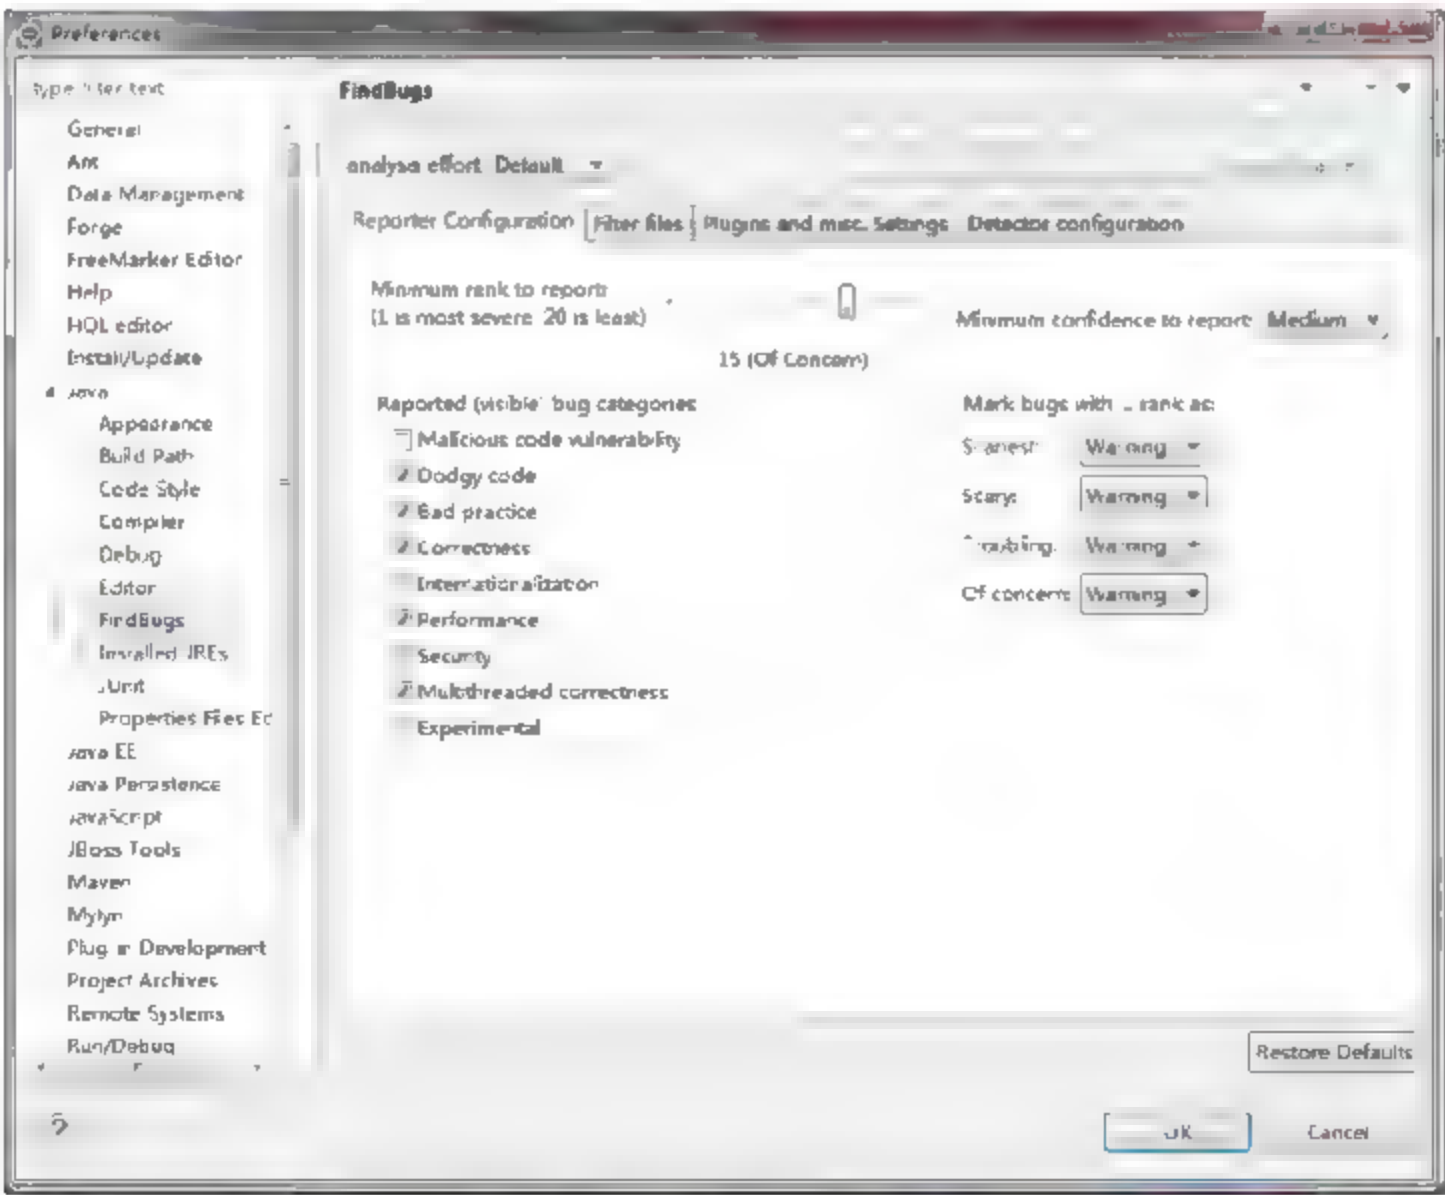 Preferences
type filter text
FindBugs
General
Ant
Data Management
Forge
FreeMarker Editor
Help
HQL editor
Install/Update
Java
Appearance
Build Path
Code Style
Compiler
Debug
Editor
FindBugs
Installed JREs
JUnit
Properties Files Ed
Java EE
Java Persistence
JavaScript
JBoss Tools
Maven
Mylyn
Plug-in Development
Project Archives
Remote Systems
Run/Debug
analysis effort Default
Reporter Configuration Filter files Plugins and misc. Settings Detector configuration
Minimum rank to report:
(1 is most severe, 20 is least)
15 (Of Concern)
Minimum confidence to report: Medium
Reported (visible) bug categories
Malicious code vulnerability
Dodgy code
Bad practice
Correctness
Internationalization
Performance
Security
Multithreaded correctness
Experimental
Mark bugs with ... rank as:
Scariest: Warning
Scary: Warning
Troubling: Warning
Of concern: Warning
Restore Defaults
OK
Cancel